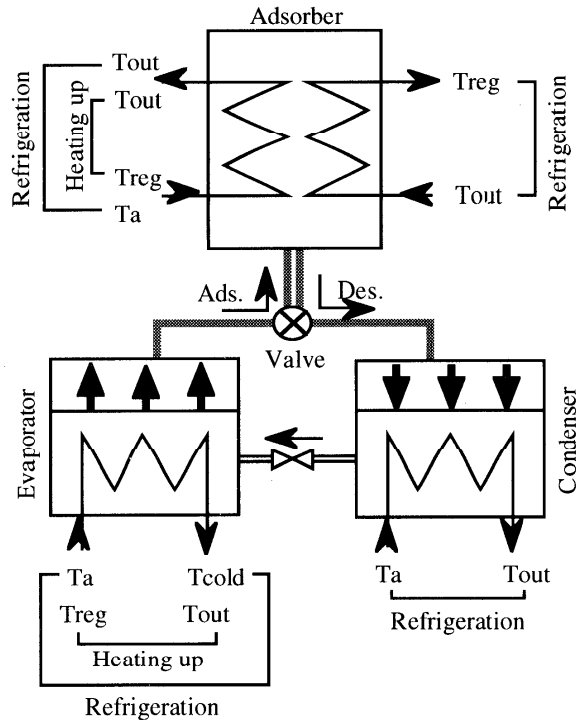 Adsorber
Tout
Tout
Treg
Ta
Refrigeration
Heating up
Treg
Tout
Refrigeration
Ads.
Des.
Valve
Evaporator
Condenser
Ta
Tcold
Treg
Tout
Heating up
Refrigeration
Ta
Tout
Refrigeration